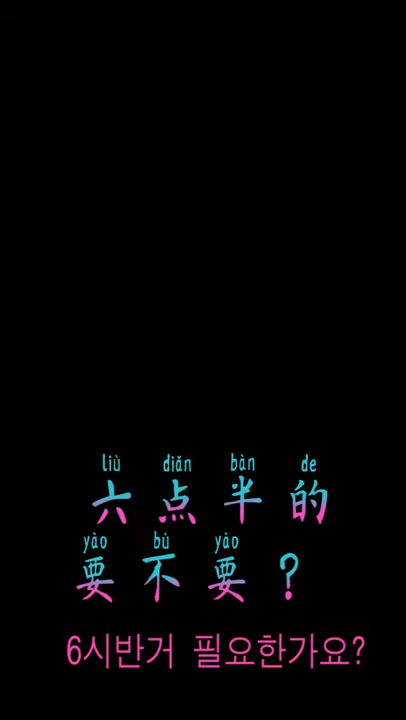 liù diǎn bàn de
六点半的
yào bù yào
要不要？
6시반거 필요한가요?